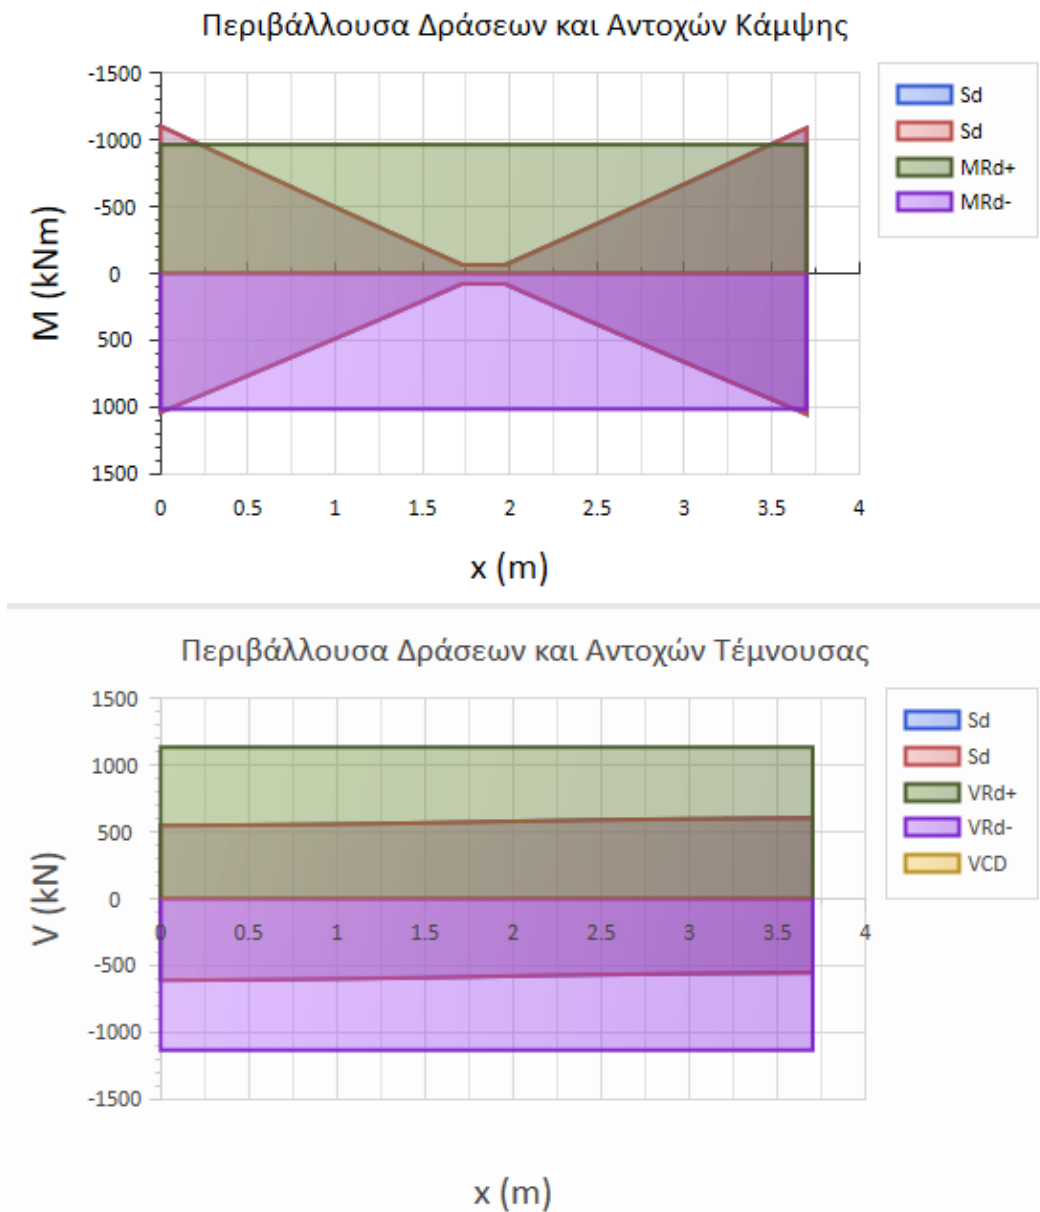 Περιβάλλουσα Δράσεων και Αντοχών Κάμψης
-1500
-1000
-500
0
500
1000
1500
M (kNm)
0 0.5 1 1.5 2 2.5 3 3.5 4
x (m)
Sd
Sd
MRd+
MRd-
Περιβάλλουσα Δράσεων και Αντοχών Τέμνουσας
1500
1000
500
0
-500
-1000
-1500
V (kN)
0 0.5 1 1.5 2 2.5 3 3.5 4
x (m)
Sd
Sd
VRd+
VRd-
VCD